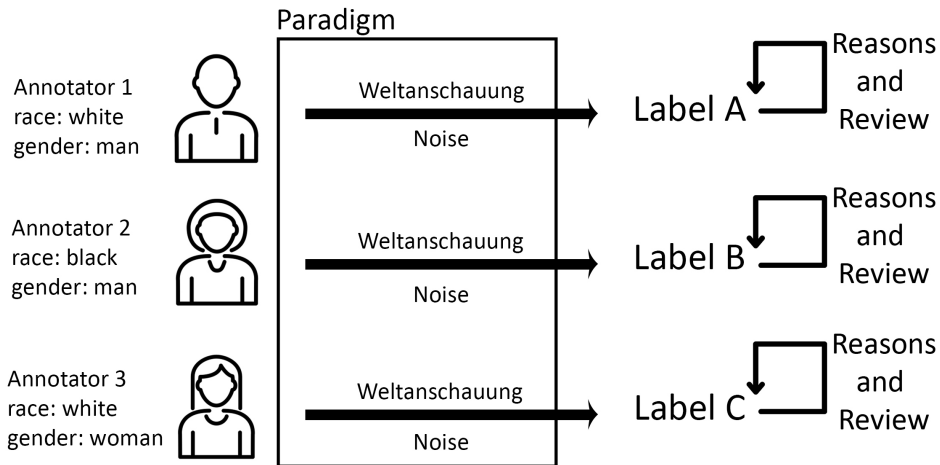 Paradigm
Annotator 1
race: white
gender: man
Weltanschauung
Noise
Label A
Reasons
and
Review
Annotator 2
race: black
gender: man
Weltanschauung
Noise
Label B
Reasons
and
Review
Annotator 3
race: white
gender: woman
Weltanschauung
Noise
Label C
Reasons
and
Review